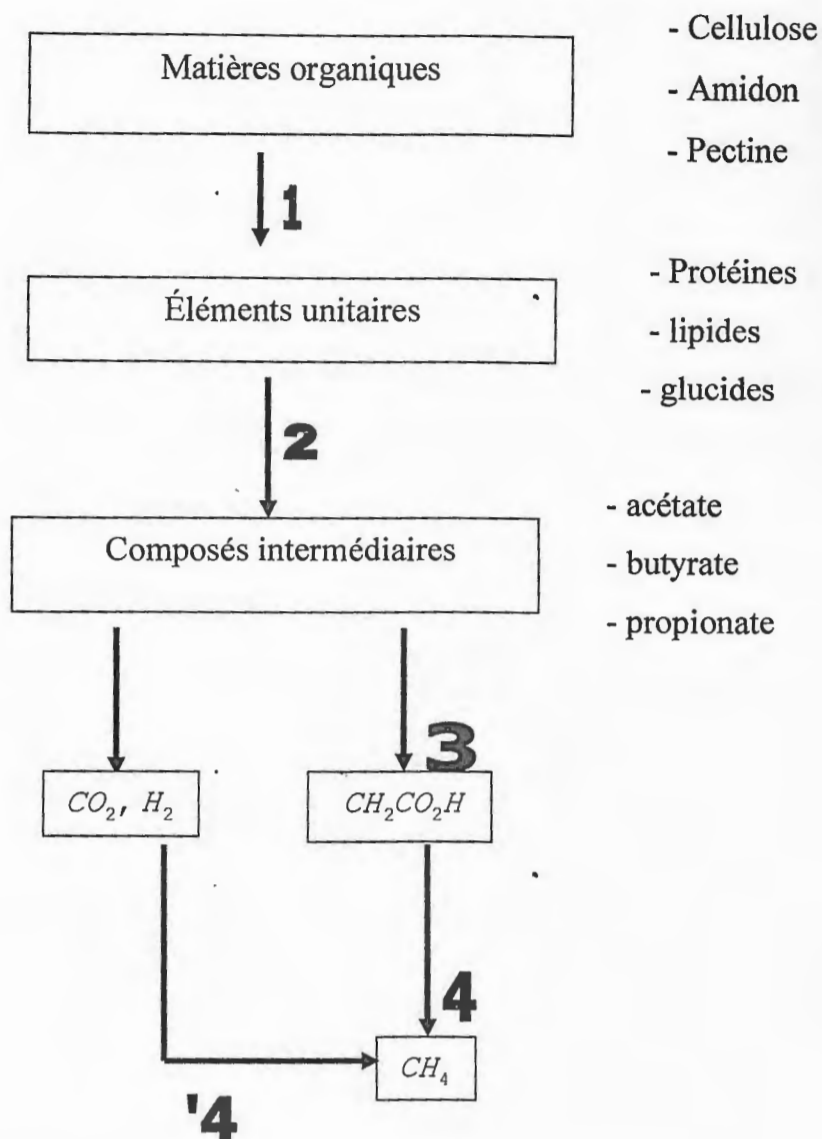 Matières organiques
- Cellulose
- Amidon
- Pectine
1
Éléments unitaires
- Protéines
- lipides
- glucides
2
Composés intermédiaires
- acétate
- butyrate
- propionate
3
CO₂, H₂
CH₂CO₂H
4
CH₄
'4